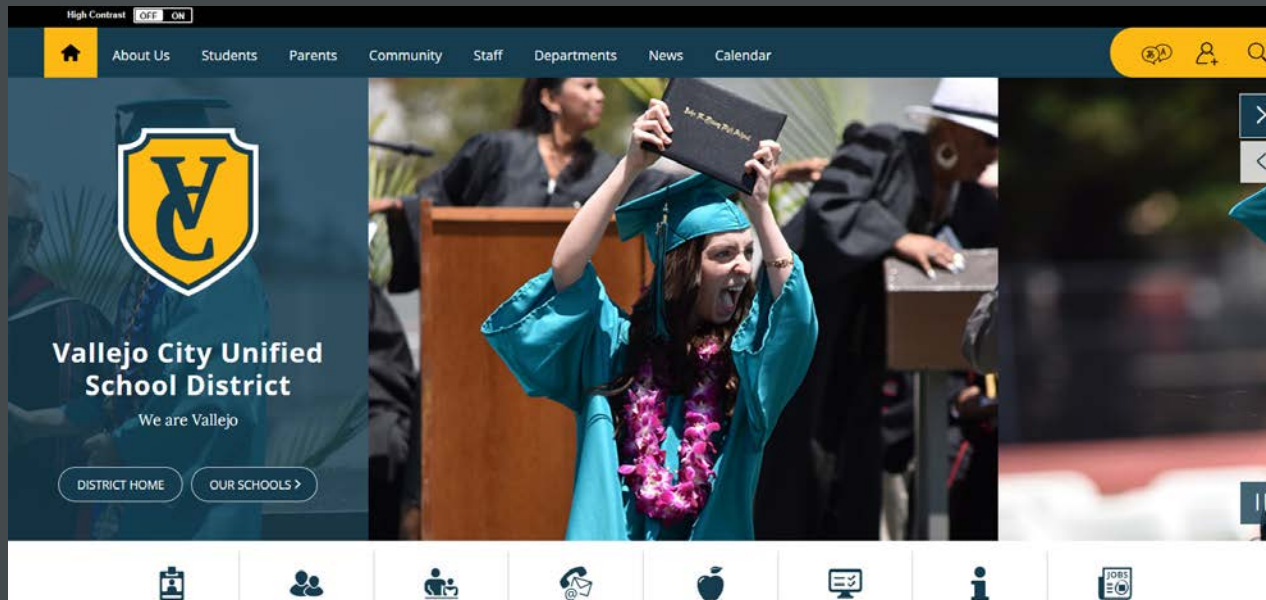 High Contrast OFF ON
About Us Students Parents Community Staff Departments News Calendar
VC
Vallejo City Unified
School District
We are Vallejo
DISTRICT HOME OUR SCHOOLS >
JOBS